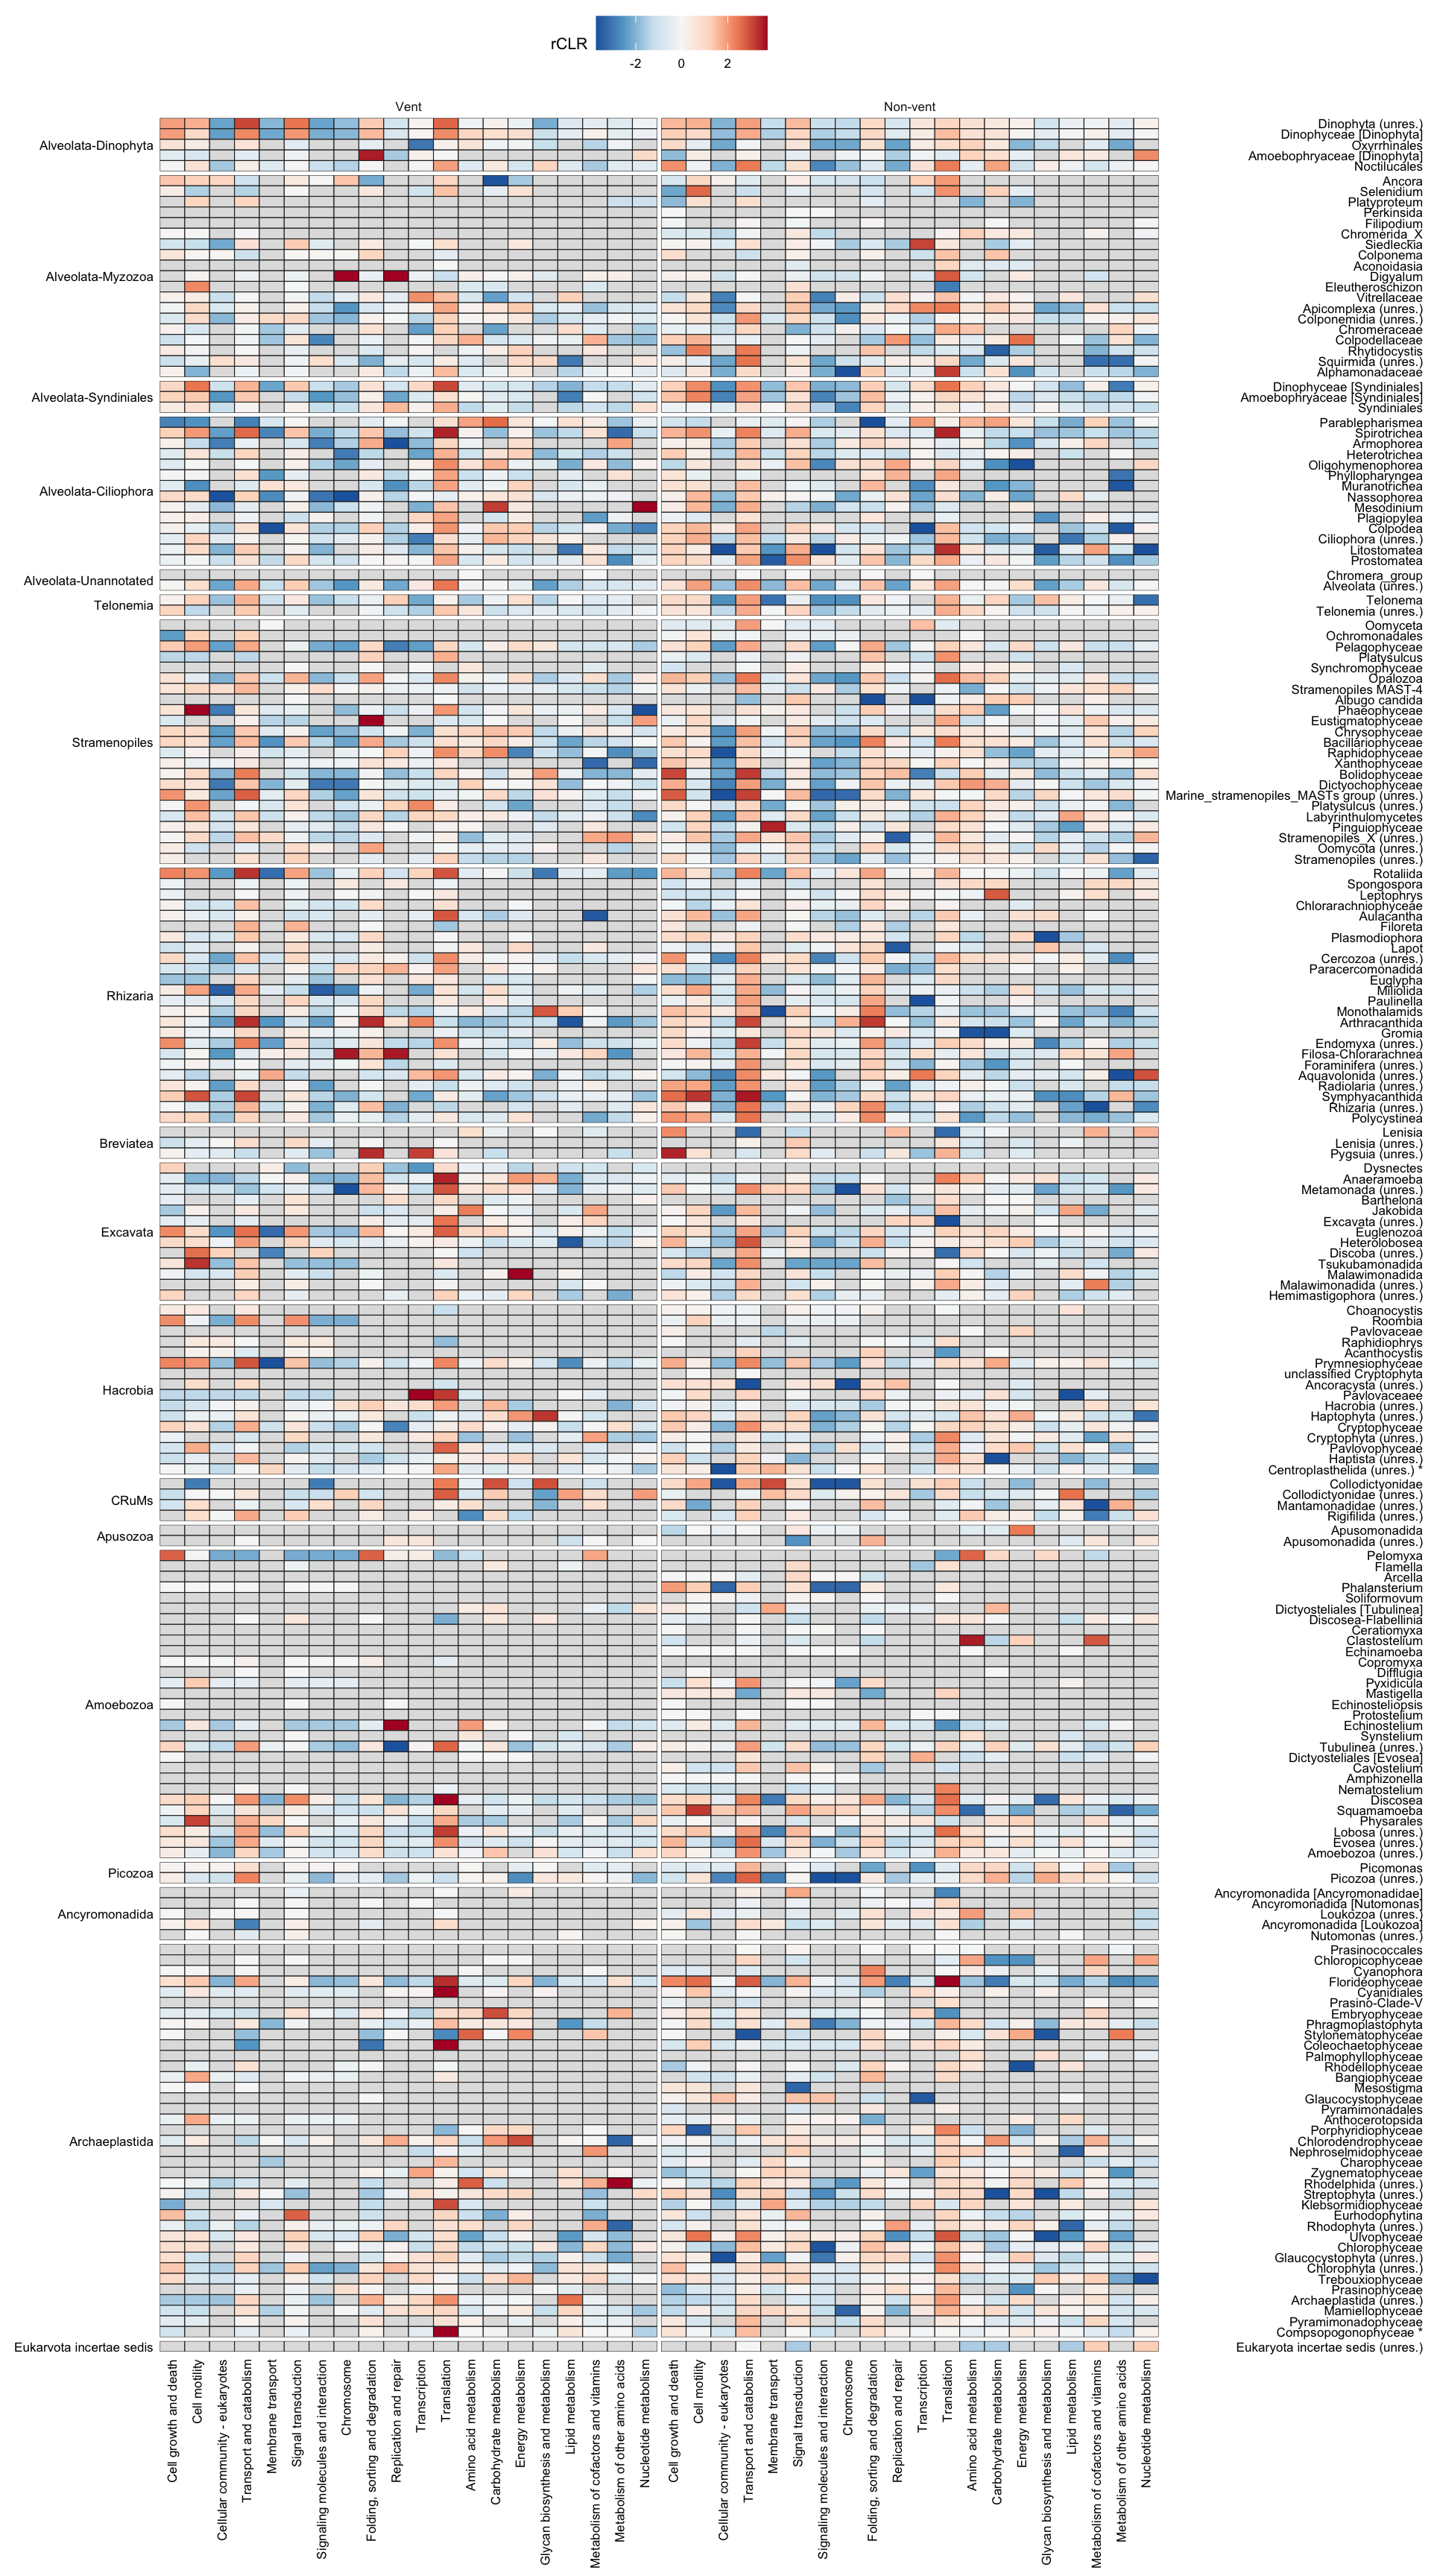 rCLR
-2 0 2
Vent Non-vent
Alveolata-Dinophyta
Dinophyta (unres.)
Dinophyceae [Dinophyta]
Oxyrrhinales
Amoebophryaceae [Dinophyta]
Noctilucales
Alveolata-Myzozoa
Ancora
Selenidium
Platyproteum
Perkinsida
Filipodium
Chromerida_X
Siedleckia
Colponema
Aconoidasia
Digyalum
Eleutheroschizon
Vitrellaceae
Apicomplexa (unres.)
Colponemidia (unres.)
Chromeraceae
Colpodellaceae
Rhytidocystis
Squirmida (unres.)
Alphamonadaceae
Alveolata-Syndiniales
Dinophyceae [Syndiniales]
Amoebophryaceae [Syndiniales]
Syndiniales
Alveolata-Ciliophora
Parablepharismea
Spirotrichea
Armophorea
Heterotrichea
Oligohymenophorea
Phyllopharyngea
Muranotrichea
Nassophorea
Mesodinium
Plagiopylea
Colpodea
Ciliophora (unres.)
Litostomatea
Prostomatea
Alveolata-Unannotated
Chromera_group
Alveolata (unres.)
Telonemia
Telonema
Telonemia (unres.)
Stramenopiles
Oomyceta
Ochromonadales
Pelagophyceae
Platysulcus
Synchromophyceae
Opalozoa
Stramenopiles MAST-4
Albugo candida
Phaeophyceae
Eustigmatophyceae
Chrysophyceae
Bacillariophyceae
Raphidophyceae
Xanthophyceae
Bolidophyceae
Dictyochophyceae
Marine_stramenopiles_MASTs group (unres.)
Platysulcus (unres.)
Labyrinthulomycetes
Pinguiophyceae
Stramenopiles_X (unres.)
Oomycota (unres.)
Stramenopiles (unres.)
Rhizaria
Rotaliida
Spongospora
Leptophrys
Chlorarachniophyceae
Aulacantha
Filoreta
Plasmodiophora
Lapot
Cercozoa (unres.)
Paracercomonadida
Euglypha
Miliolida
Paulinella
Monothalamids
Arthracanthida
Gromia
Endomyxa (unres.)
Filosa-Chlorarachnea
Foraminifera (unres.)
Aquavolonida (unres.)
Radiolaria (unres.)
Symphyacanthida
Rhizaria (unres.)
Polycystinea
Breviatea
Lenisia
Lenisia (unres.)
Pygsuia (unres.)
Excavata
Dysnectes
Anaeramoeba
Metamonada (unres.)
Barthelona
Jakobida
Excavata (unres.)
Euglenozoa
Heterolobosea
Discoba (unres.)
Tsukubamonadida
Malawimonadida
Malawimonadida (unres.)
Hemimastigophora (unres.)
Hacrobia
Choanocystis
Roombia
Pavlovaceae
Raphidiophrys
Acanthocystis
Prymnesiophyceae
unclassified Cryptophyta
Ancoracysta (unres.)
Pavlovaceaee
Hacrobia (unres.)
Haptophyta (unres.)
Cryptophyceae
Cryptophyta (unres.)
Pavlovophyceae
Haptista (unres.)
Centroplasthelida (unres.) *
CRuMs
Collodictyonidae
Collodictyonidae (unres.)
Mantamonadidae (unres.)
Rigifilida (unres.)
Apusozoa
Apusomonadida
Apusomonadida (unres.)
Amoebozoa
Pelomyxa
Flamella
Arcella
Phalansterium
Soliformovum
Dictyosteliales [Tubulinea]
Discosea-Flabellinia
Ceratiomyxa
Clastostelium
Echinamoeba
Copromyxa
Difflugia
Pyxidicula
Mastigella
Echinosteliopsis
Protostelium
Echinostelium
Synstelium
Tubulinea (unres.)
Dictyosteliales [Evosea]
Cavostelium
Amphizonella
Nematostelium
Discosea
Squamamoeba
Physarales
Lobosa (unres.)
Evosea (unres.)
Amoebozoa (unres.)
Picozoa
Picomonas
Picozoa (unres.)
Ancyromonadida
Ancyromonadida [Ancyromonadidae]
Ancyromonadida [Nutomonas]
Loukozoa (unres.)
Ancyromonadida [Loukozoa]
Nutomonas (unres.)
Archaeplastida
Prasinococcales
Chloropicophyceae
Cyanophora
Florideophyceae
Cyanidiales
Prasino-Clade-V
Embryophyceae
Phragmoplastophyta
Stylonematophyceae
Coleochaetophyceae
Palmophyllophyceae
Rhodellophyceae
Bangiophyceae
Mesostigma
Glaucocystophyceae
Pyramimonadales
Anthocerotopsida
Porphyridiophyceae
Chlorodendrophyceae
Nephroselmidophyceae
Charophyceae
Zygnematophyceae
Rhodelphida (unres.)
Streptophyta (unres.)
Klebsormidiophyceae
Eurhodophytina
Rhodophyta (unres.)
Ulvophyceae
Chlorophyceae
Glaucocystophyta (unres.)
Chlorophyta (unres.)
Trebouxiophyceae
Prasinophyceae
Archaeplastida (unres.)
Mamiellophyceae
Pyramimonadophyceae
Compsopogonophyceae *
Eukaryota incertae sedis
Eukaryota incertae sedis (unres.)
Cell growth and death
Cell motility
Cellular community - eukaryotes
Transport and catabolism
Membrane transport
Signal transduction
Signaling molecules and interaction
Chromosome
Folding, sorting and degradation
Replication and repair
Transcription
Translation
Amino acid metabolism
Carbohydrate metabolism
Energy metabolism
Glycan biosynthesis and metabolism
Lipid metabolism
Metabolism of cofactors and vitamins
Metabolism of other amino acids
Nucleotide metabolism
Cell growth and death
Cell motility
Cellular community - eukaryotes
Transport and catabolism
Membrane transport
Signal transduction
Signaling molecules and interaction
Chromosome
Folding, sorting and degradation
Replication and repair
Transcription
Translation
Amino acid metabolism
Carbohydrate metabolism
Energy metabolism
Glycan biosynthesis and metabolism
Lipid metabolism
Metabolism of cofactors and vitamins
Metabolism of other amino acids
Nucleotide metabolism